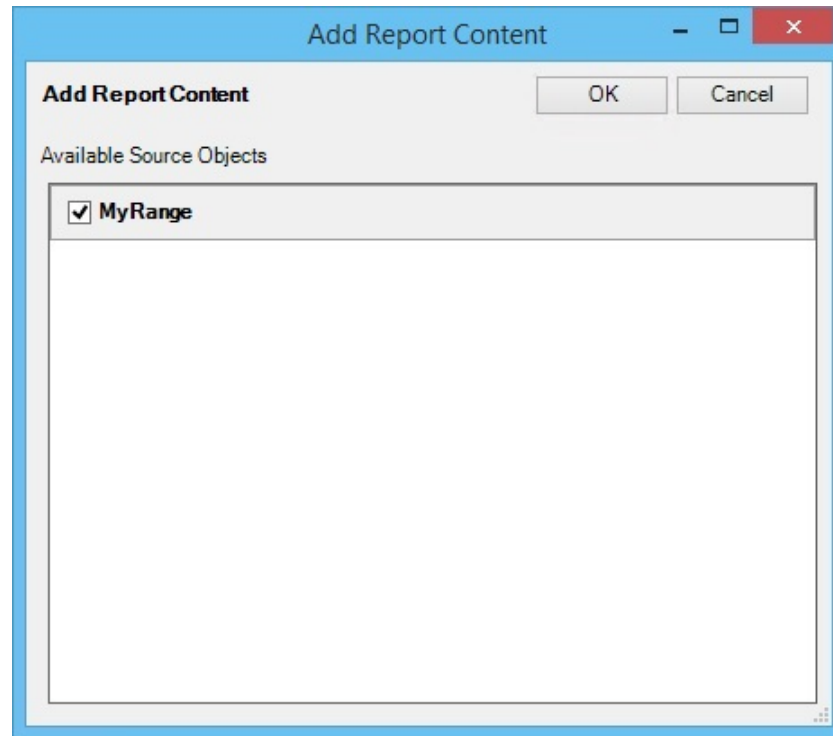 Add Report Content
Add Report Content
OK
Cancel
Available Source Objects
MyRange